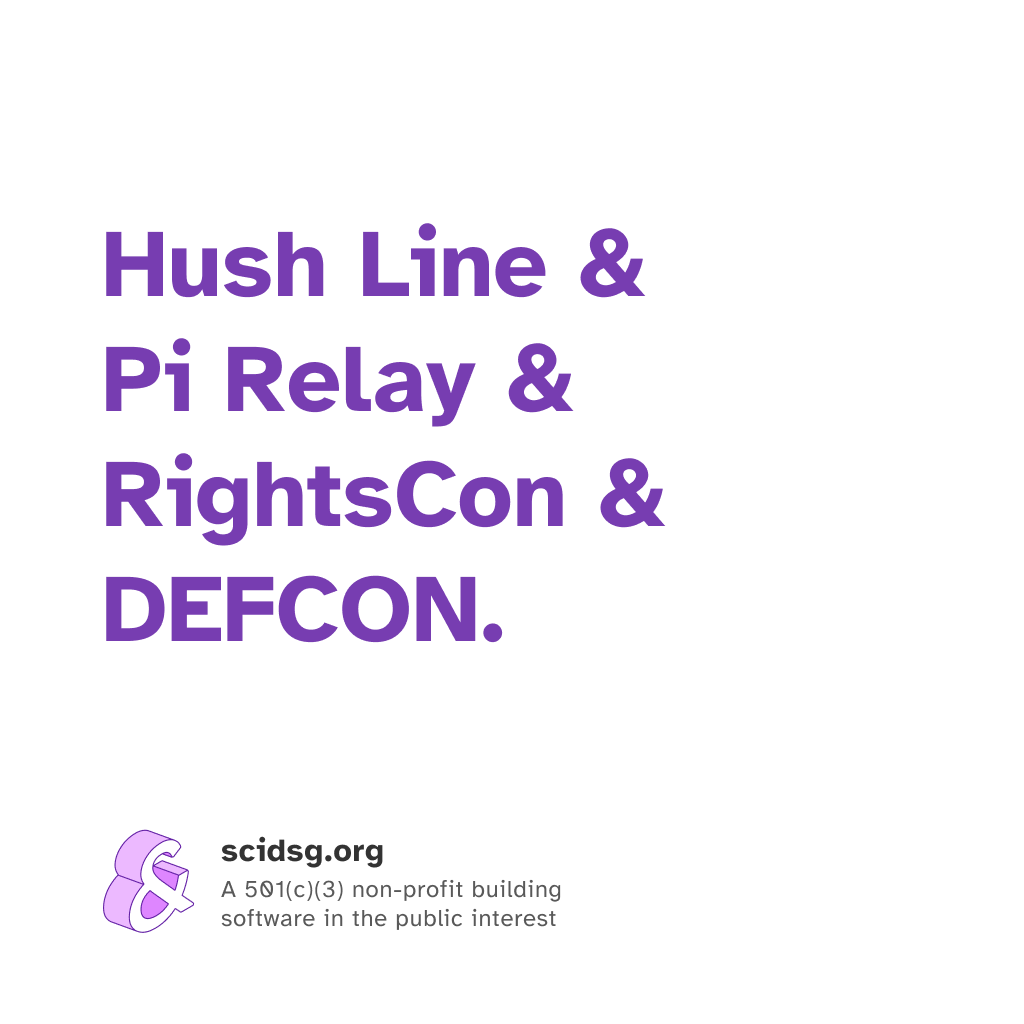 Hush Line &
Pi Relay &
RightsCon &
DEFCON.
&
scidsg.org
A 501(c)(3) non-profit building
software in the public interest